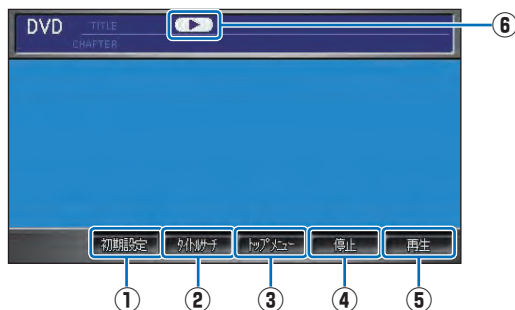 DVD TITLE
CHAPTER
⑥
初期設定 ﾀｲﾄﾙｻｰﾁ ﾄｯﾌﾟﾒﾆｭｰ 停止 再生
① ② ③ ④ ⑤